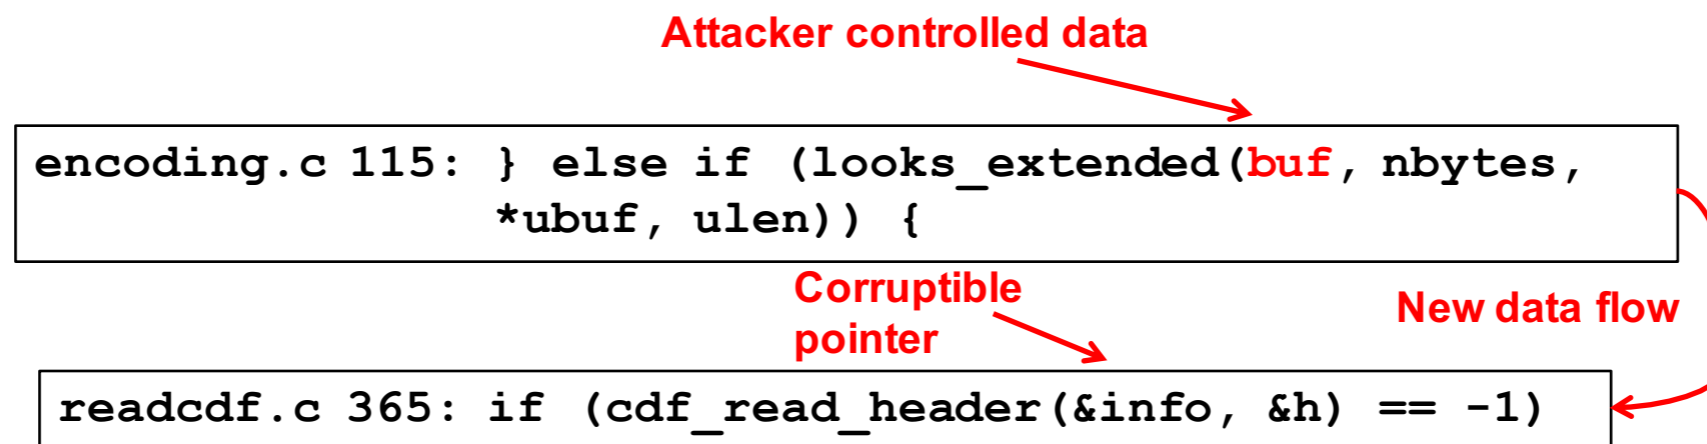 Attacker controlled data
encoding.c 115: } else if (looks_extended(buf, nbytes,
*ubuf, ulen)) {
Corruptible
pointer
New data flow
readcdf.c 365: if (cdf_read_header(&info, &h) == -1)